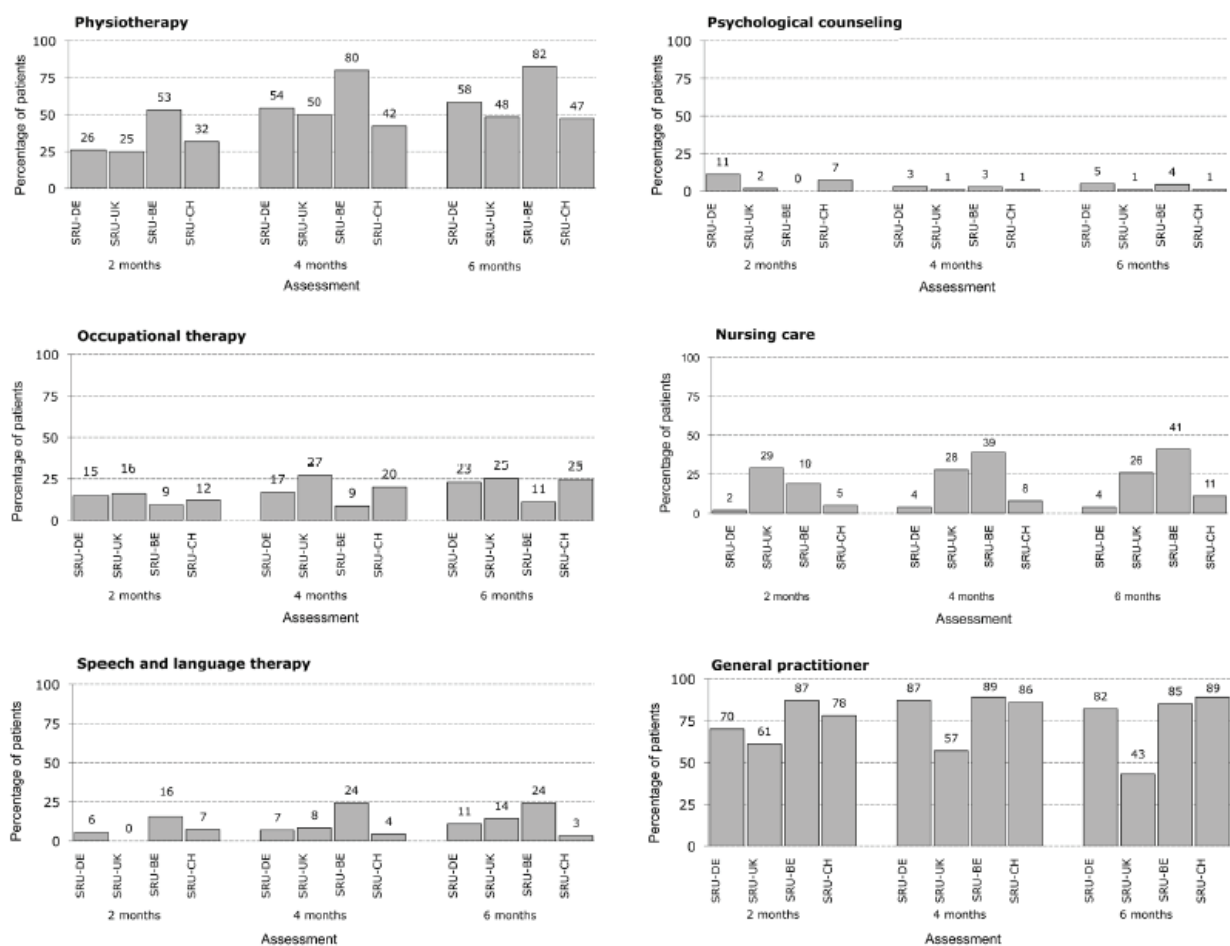 Physiotherapy
100
75
50
25
0
Percentage of patients
26 25 53 32
54 50 80 42
58 48 82 47
SRU-DE SRU-UK SRU-BE SRU-CH
SRU-DE SRU-UK SRU-BE SRU-CH
SRU-DE SRU-UK SRU-BE SRU-CH
2 months 4 months 6 months
Assessment
Psychological counseling
100
75
50
25
0
Percentage of patients
11 2 0 7
3 1 3 1
5 1 4 1
SRU-DE SRU-UK SRU-BE SRU-CH
SRU-DE SRU-UK SRU-BE SRU-CH
SRU-DE SRU-UK SRU-BE SRU-CH
2 months 4 months 6 months
Assessment
Occupational therapy
100
75
50
25
0
Percentage of patients
15 16 9 12
17 27 9 20
23 25 11 25
SRU-DE SRU-UK SRU-BE SRU-CH
SRU-DE SRU-UK SRU-BE SRU-CH
SRU-DE SRU-UK SRU-BE SRU-CH
2 months 4 months 6 months
Assessment
Nursing care
100
75
50
25
0
Percentage of patients
2 29 19 5
4 28 39 8
4 26 41 11
SRU-DE SRU-UK SRU-BE SRU-CH
SRU-DE SRU-UK SRU-BE SRU-CH
SRU-DE SRU-UK SRU-BE SRU-CH
2 months 4 months 6 months
Assessment
Speech and language therapy
100
75
50
25
0
Percentage of patients
6 0 16 7
7 8 24 4
11 14 24 3
SRU-DE SRU-UK SRU-BE SRU-CH
SRU-DE SRU-UK SRU-BE SRU-CH
SRU-DE SRU-UK SRU-BE SRU-CH
2 months 4 months 6 months
Assessment
General practitioner
100
75
50
25
0
Percentage of patients
70 61 87 78
87 57 89 86
82 43 85 89
SRU-DE SRU-UK SRU-BE SRU-CH
SRU-DE SRU-UK SRU-BE SRU-CH
SRU-DE SRU-UK SRU-BE SRU-CH
2 months 4 months 6 months
Assessment